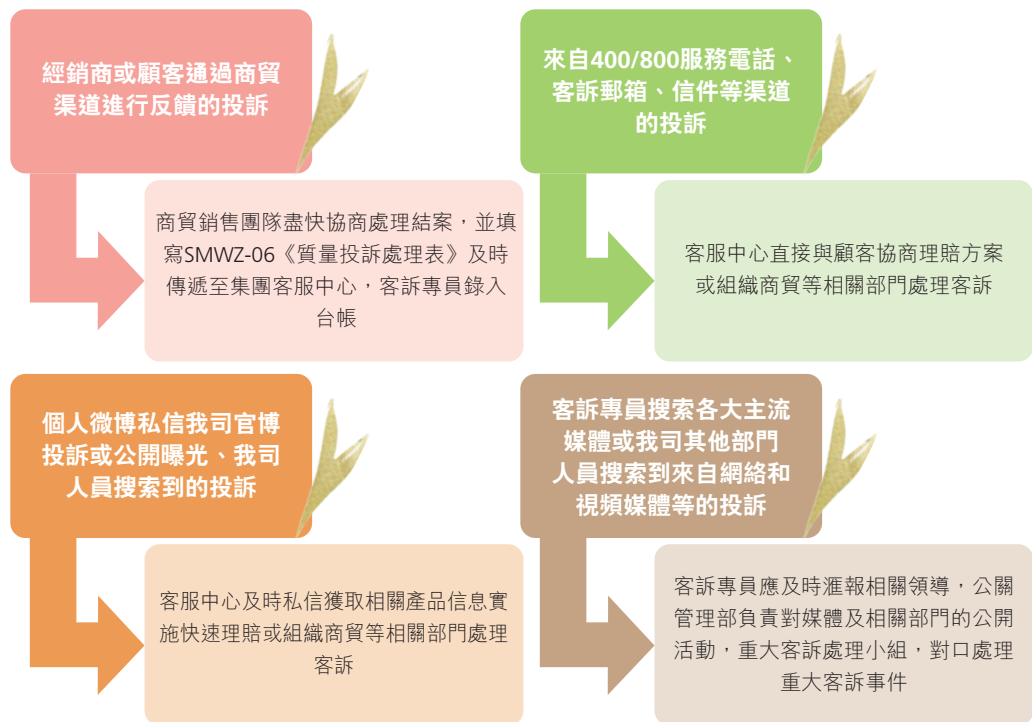 經銷商或顧客通過商貿
渠道進行反饋的投訴
商貿銷售團隊盡快協商處理結案，並填
寫SMWZ-06《質量投訴處理表》及時
傳遞至集團客服中心，客訴專員錄入
台帳
來自400/800服務電話、
客訴郵箱、信件等渠道
的投訴
客服中心直接與顧客協商理賠方案
或組織商貿等相關部門處理客訴
個人微博私信我司官博
投訴或公開曝光、我司
人員搜索到的投訴
客服中心及時私信獲取相關產品信息實
施快速理賠或組織商貿等相關部門處理
客訴
客訴專員搜索各大主流
媒體或我司其他部門
人員搜索到來自網絡和
視頻媒體等的投訴
客訴專員應及時滙報相關領導，公關
管理部負責對媒體及相關部門的公開
活動，重大客訴處理小組，對口處理
重大客訴事件